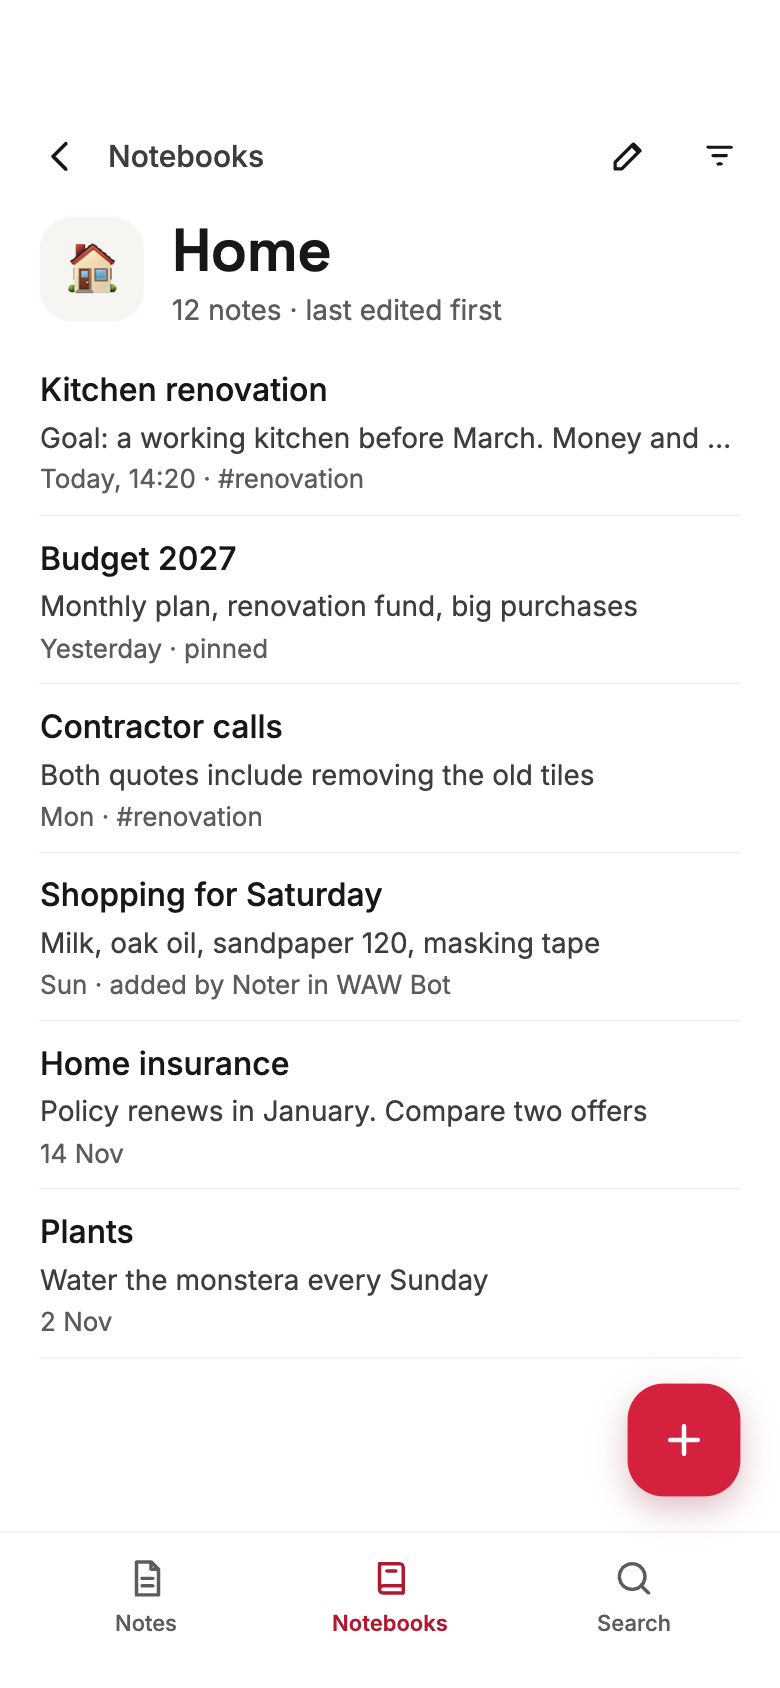 Notebooks
Home
12 notes · last edited first
Kitchen renovation
Goal: a working kitchen before March. Money and ...
Today, 14:20 · #renovation
Budget 2027
Monthly plan, renovation fund, big purchases
Yesterday · pinned
Contractor calls
Both quotes include removing the old tiles
Mon · #renovation
Shopping for Saturday
Milk, oak oil, sandpaper 120, masking tape
Sun · added by Noter in WAW Bot
Home insurance
Policy renews in January. Compare two offers
14 Nov
Plants
Water the monstera every Sunday
2 Nov
Notes
Notebooks
Search